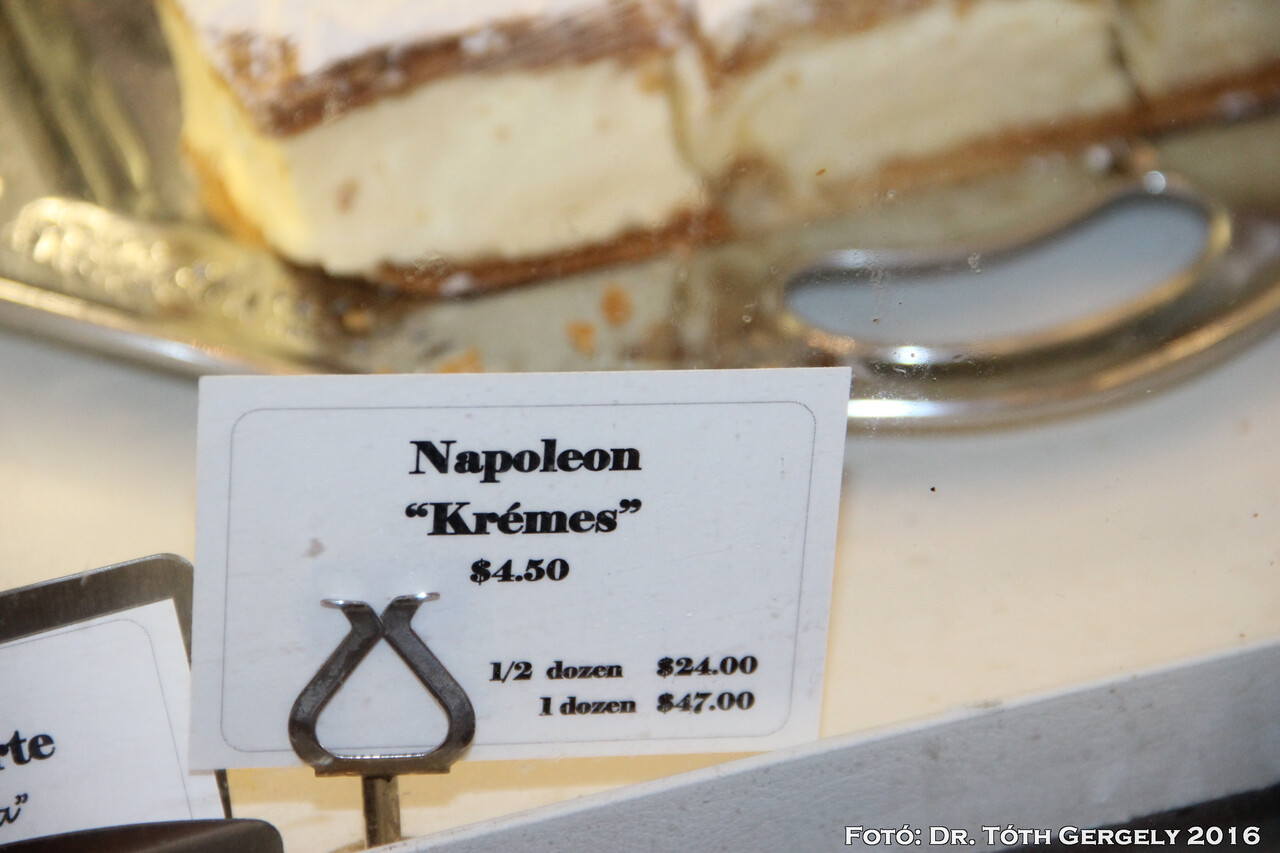 Napoleon
“Krémes”
$4.50
1/2 dozen $24.00
1 dozen $47.00
rte
a”
Fotó: Dr. Tóth Gergely 2016